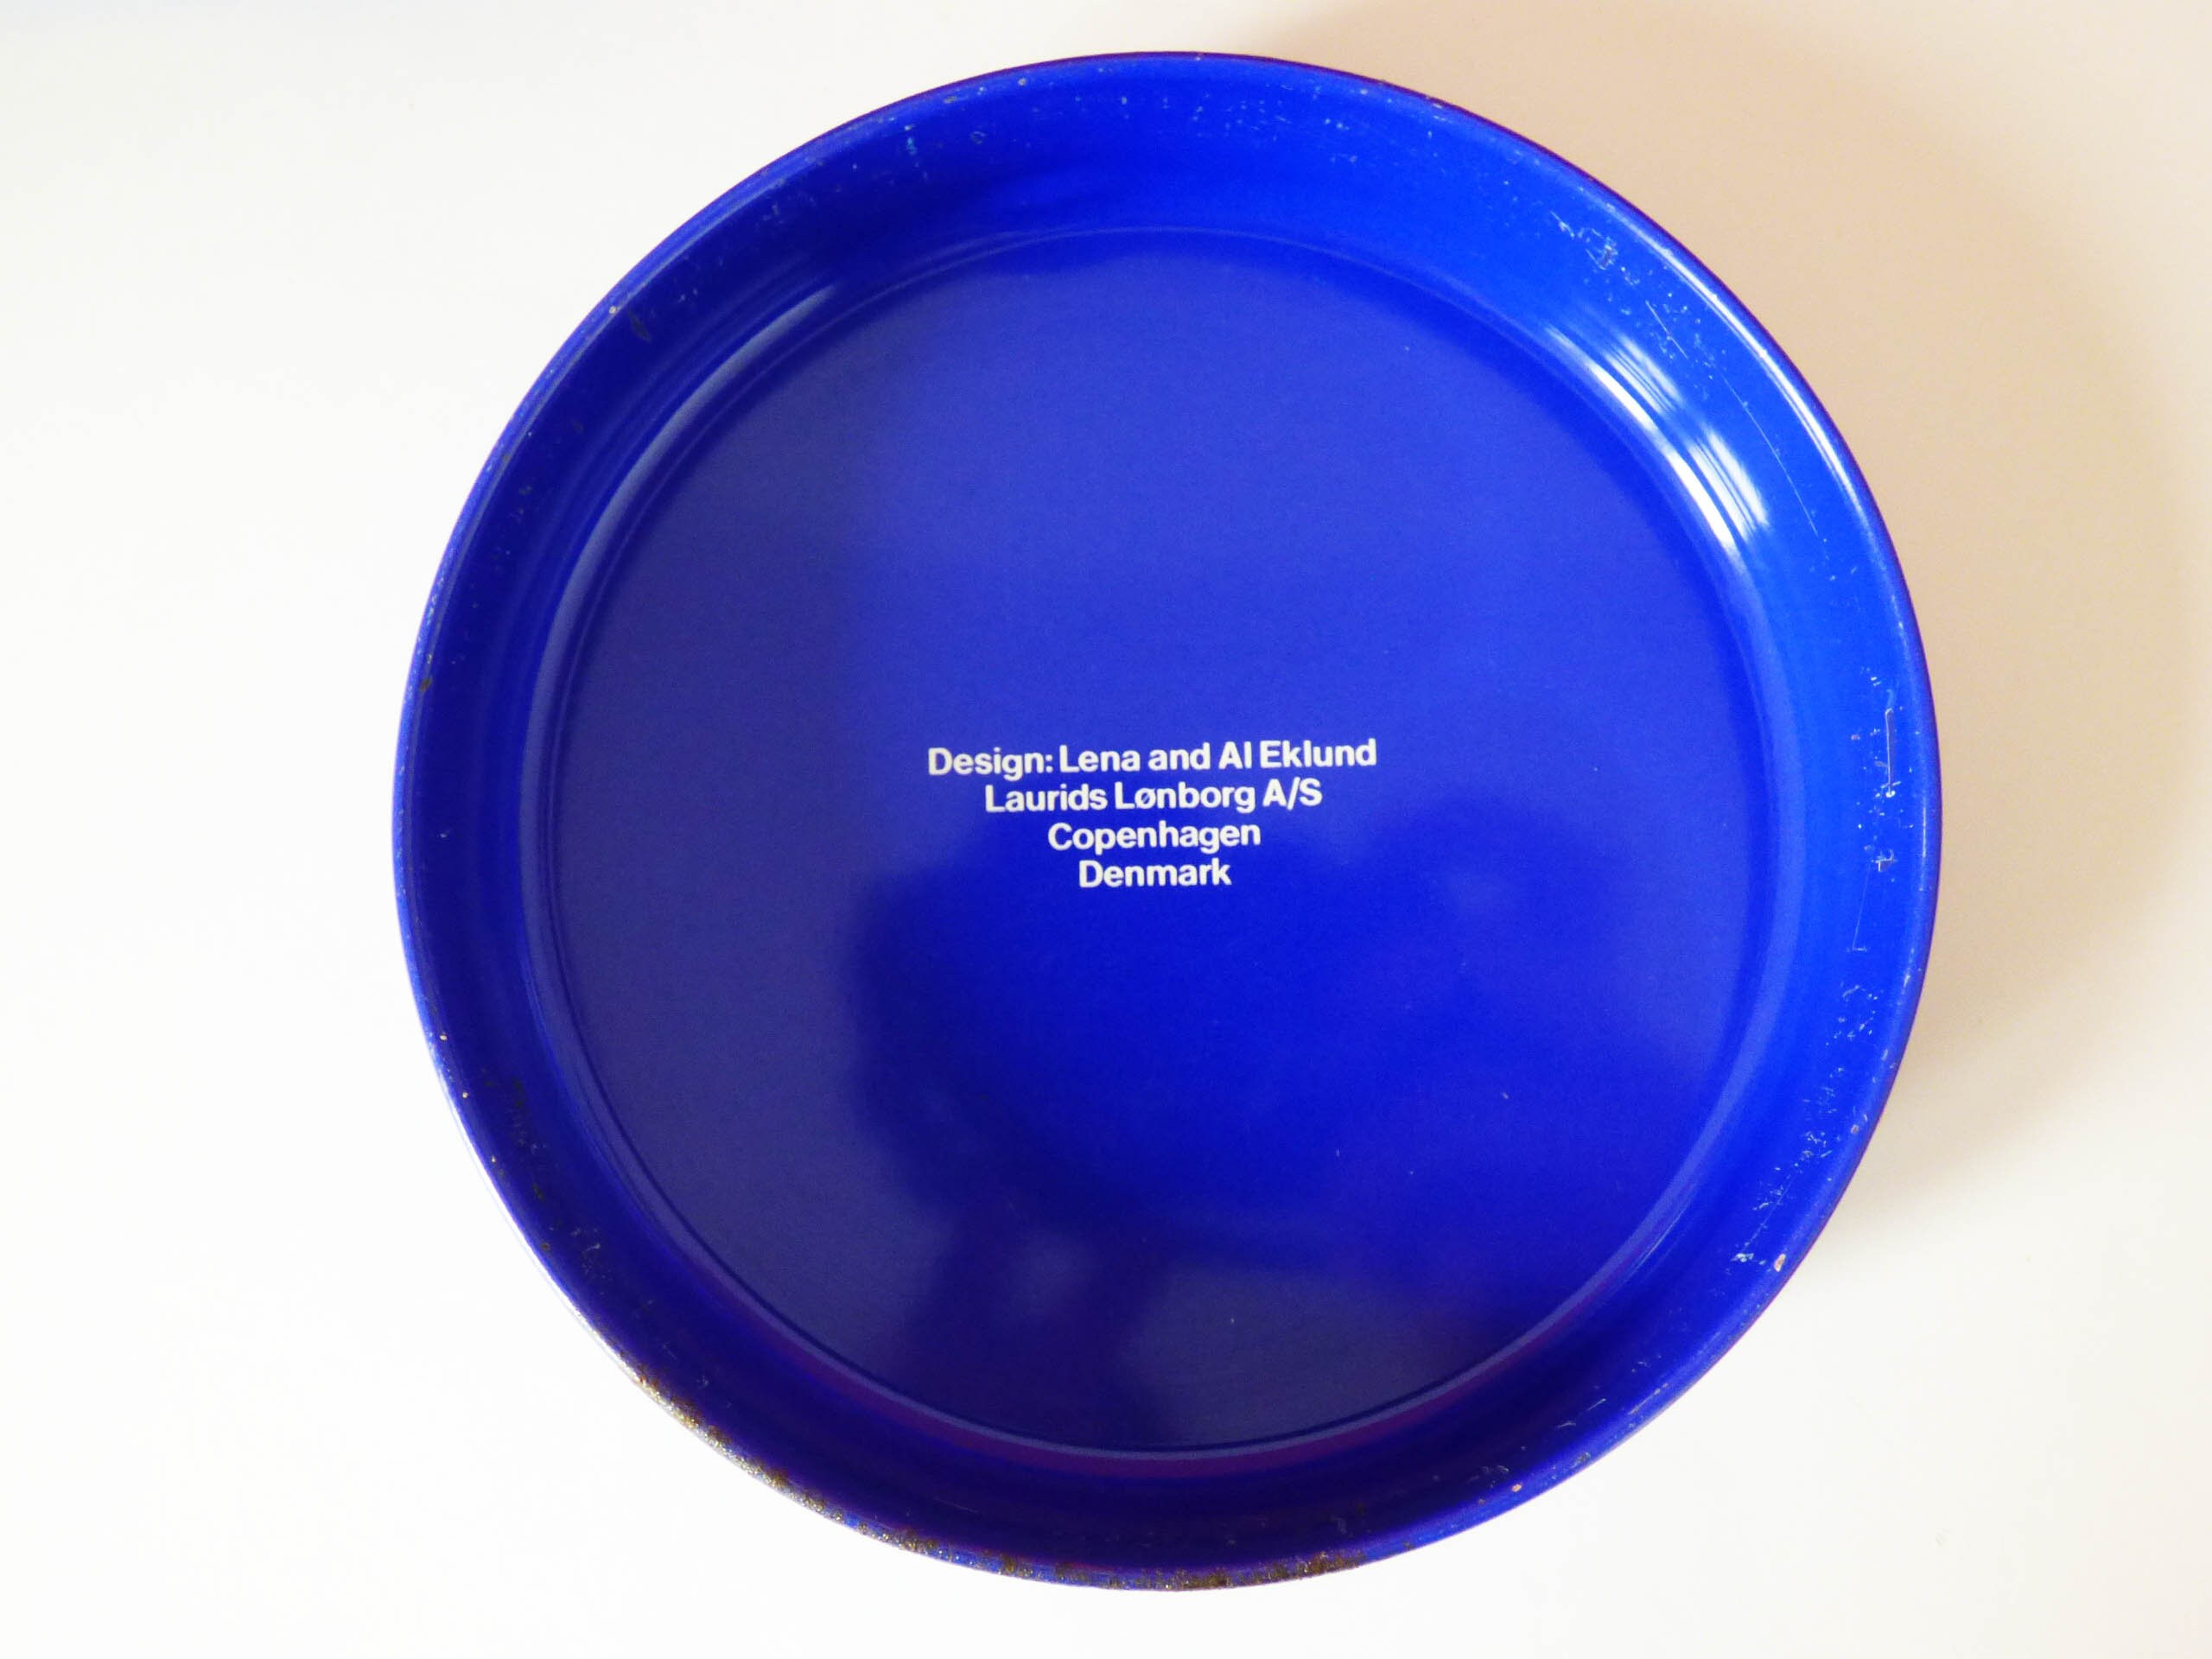 Design: Lena and Al Eklund
Laurids Lønborg A/S
Copenhagen
Denmark